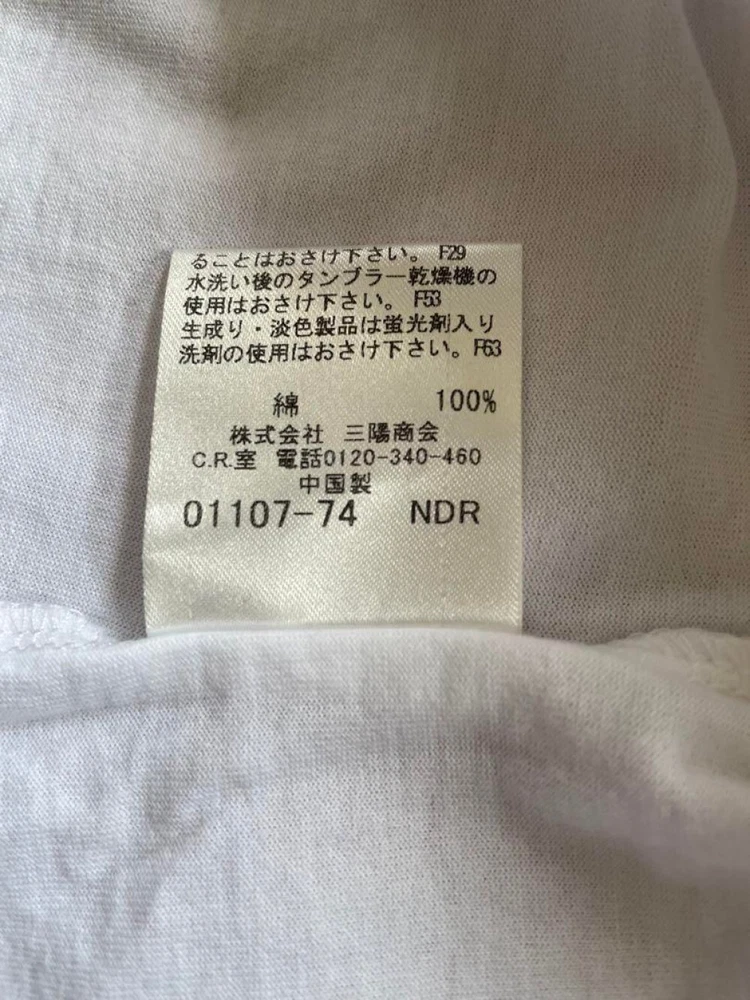 ることはおさけ下さい。 F29
水洗い後のタンブラー乾燥機の
使用はおさけ下さい。 F53
生成り・淡色製品は蛍光剤入り
洗剤の使用はおさけ下さい。F63
綿 100%
株式会社 三陽商会
C.R.室 電話0120-340-460
中国製
01107-74 NDR